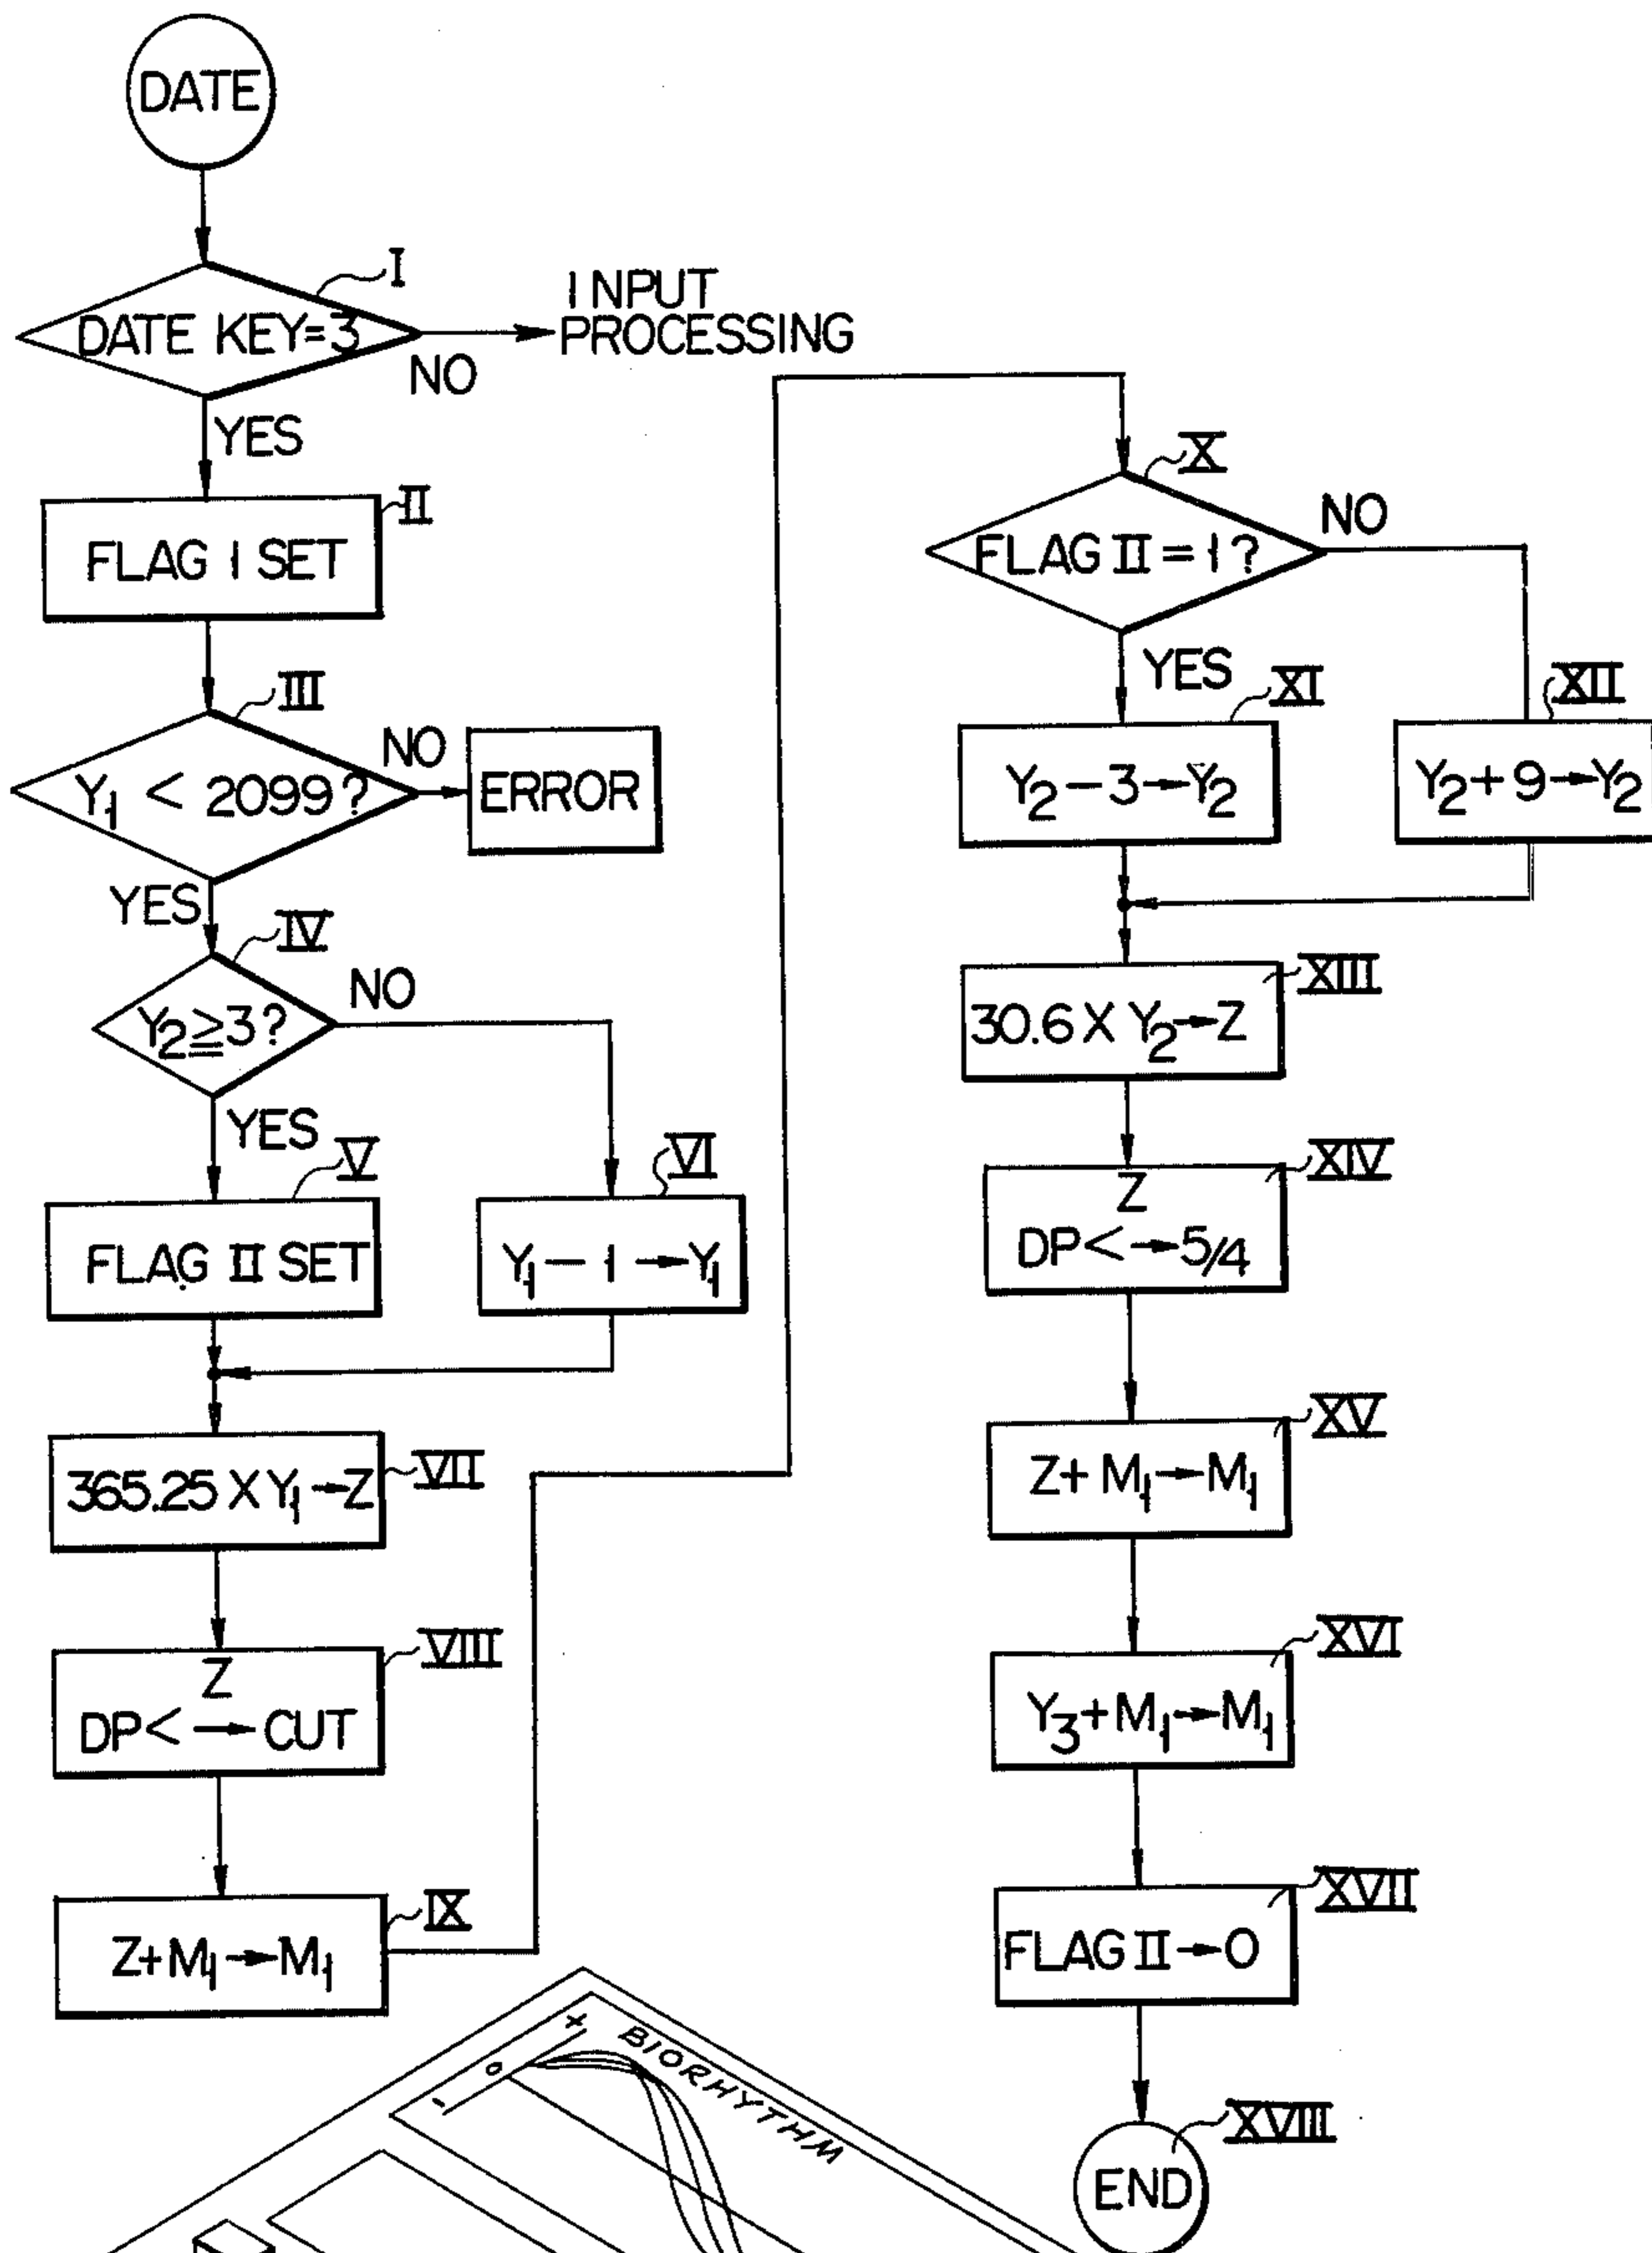 DATE
I
DATE KEY=3
NO
INPUT
PROCESSING
YES
II
FLAG 1 SET
III
Y1 < 2099?
NO
ERROR
YES
IV
Y2≧3?
NO
YES
V
FLAG II SET
VI
Y1 − 1 → Y1
VII
365.25 X Y1 → Z
VIII
Z
DP< → CUT
IX
Z+M1 → M1
X
FLAG II = 1?
NO
YES
XI
Y2 − 3 → Y2
XII
Y2 + 9 → Y2
XIII
30.6 X Y2 → Z
XIV
Z
DP< → 5/4
XV
Z+ M1 → M1
XVI
Y3+M1 → M1
XVII
FLAG II → 0
XVIII
END
+ BIORHYTHM
0
-